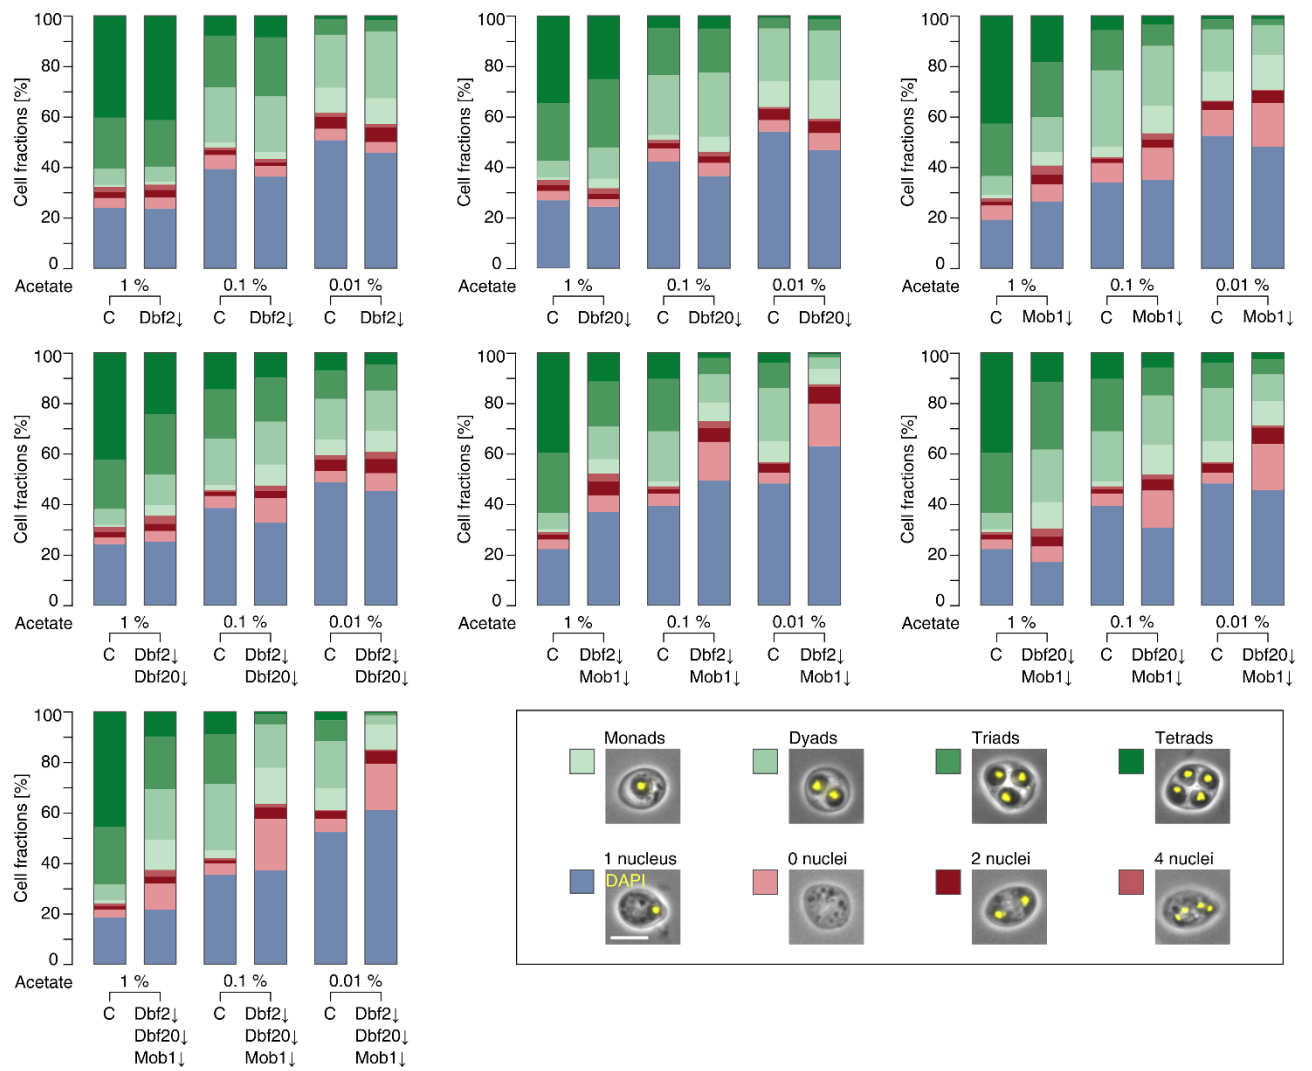 Cell fractions [%]
100
80
60
40
20
0
Acetate
1 % 0.1 % 0.01 %
C Dbf2↓ C Dbf2↓ C Dbf2↓
Cell fractions [%]
100
80
60
40
20
0
Acetate
1 % 0.1 % 0.01 %
C Dbf20↓ C Dbf20↓ C Dbf20↓
Cell fractions [%]
100
80
60
40
20
0
Acetate
1 % 0.1 % 0.01 %
C Mob1↓ C Mob1↓ C Mob1↓
Cell fractions [%]
100
80
60
40
20
0
Acetate
1 % 0.1 % 0.01 %
C Dbf2↓ C Dbf2↓ C Dbf2↓
Dbf20↓ Dbf20↓ Dbf20↓
Cell fractions [%]
100
80
60
40
20
0
Acetate
1 % 0.1 % 0.01 %
C Dbf2↓ C Dbf2↓ C Dbf2↓
Mob1↓ Mob1↓ Mob1↓
Cell fractions [%]
100
80
60
40
20
0
Acetate
1 % 0.1 % 0.01 %
C Dbf20↓ C Dbf20↓ C Dbf20↓
Mob1↓ Mob1↓ Mob1↓
Cell fractions [%]
100
80
60
40
20
0
Acetate
1 % 0.1 % 0.01 %
C Dbf2↓ C Dbf2↓ C Dbf2↓
Dbf20↓ Dbf20↓ Dbf20↓
Mob1↓ Mob1↓ Mob1↓
Monads Dyads Triads Tetrads
1 nucleus 0 nuclei 2 nuclei 4 nuclei
DAPI